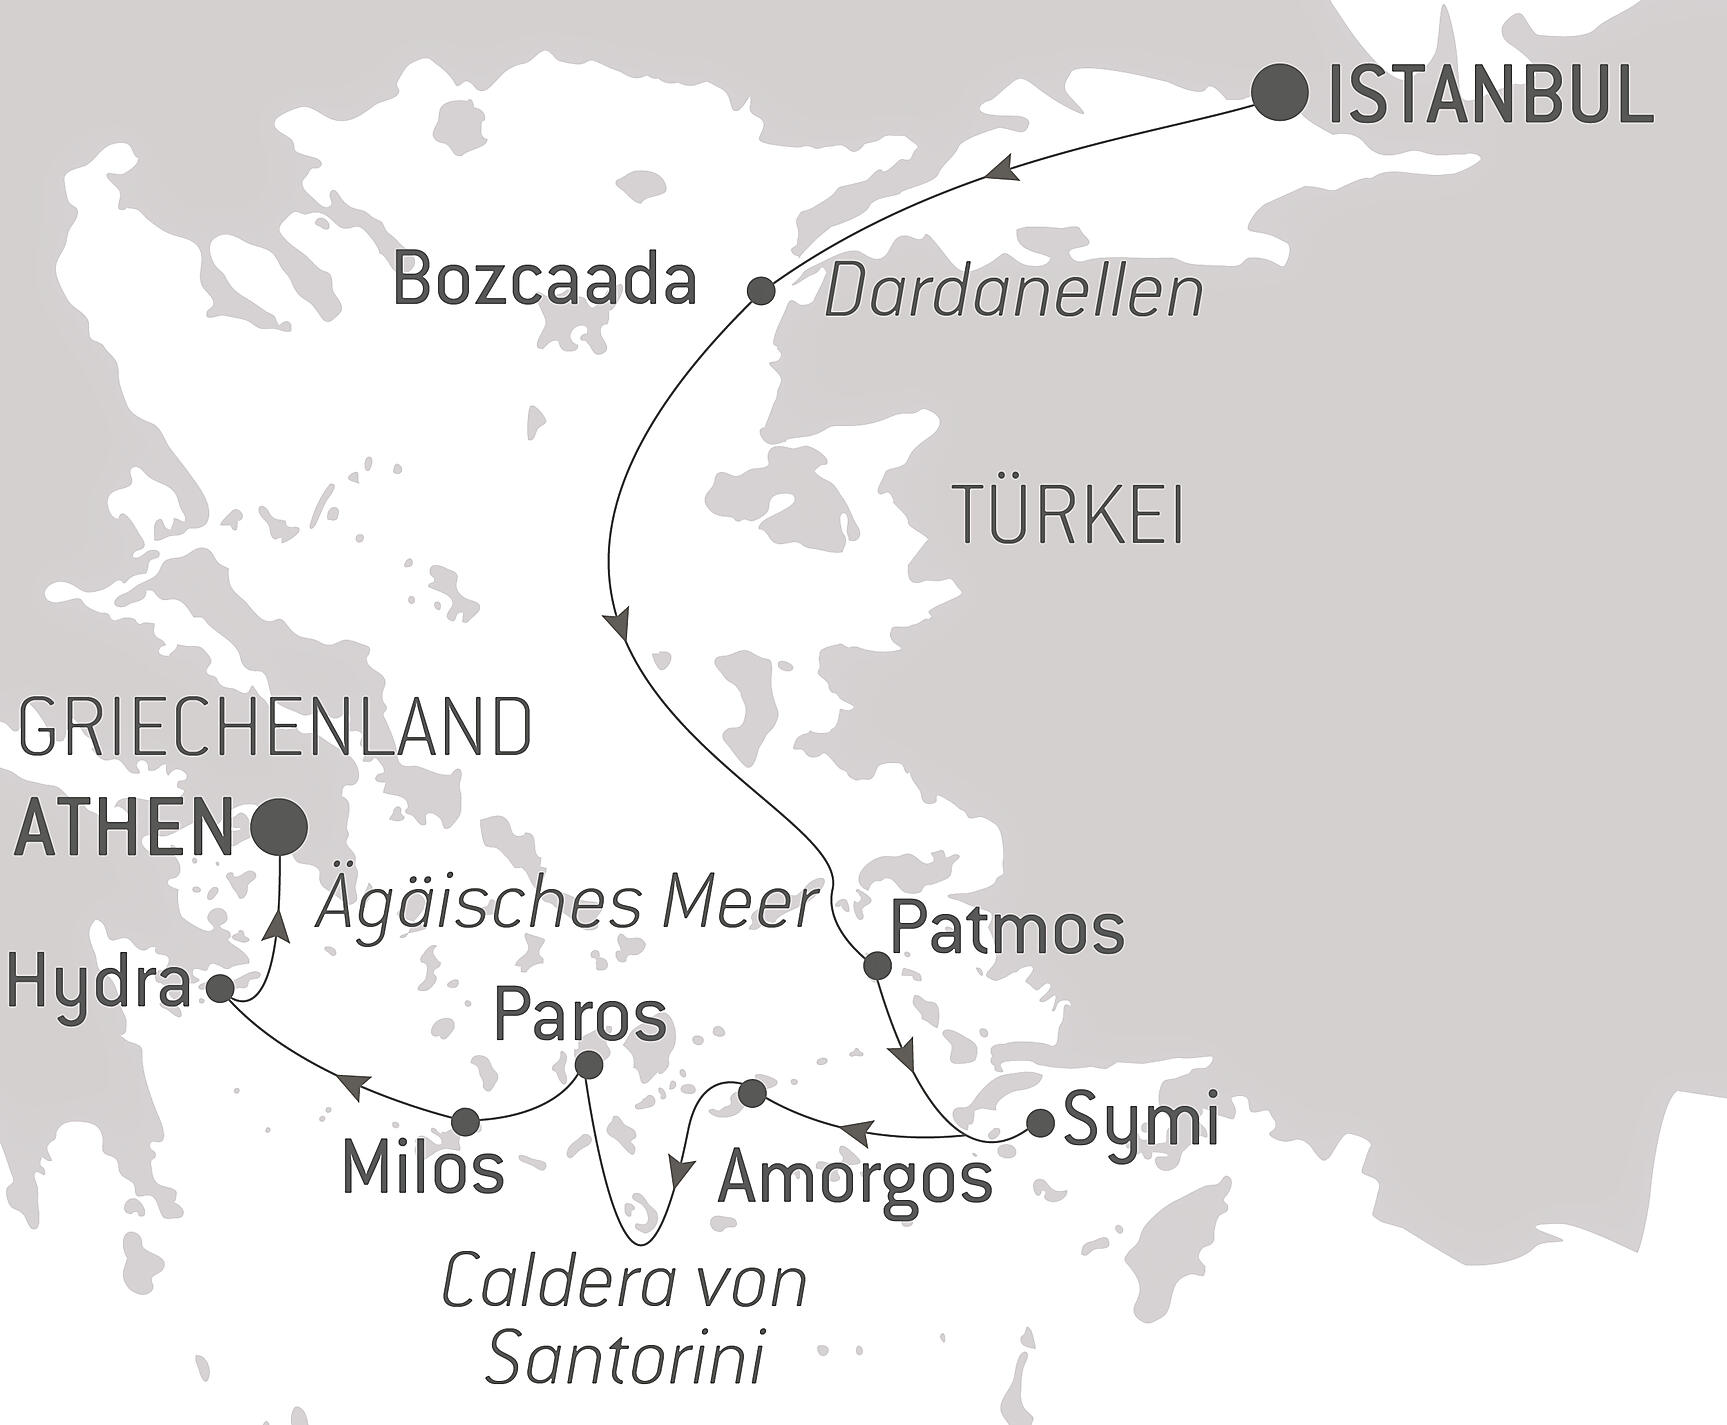 ISTANBUL
Bozcaada
Dardanellen
TÜRKEI
GRIECHENLAND
ATHEN
Ägäisches Meer
Patmos
Hydra
Paros
Symi
Milos
Amorgos
Caldera von
Santorini